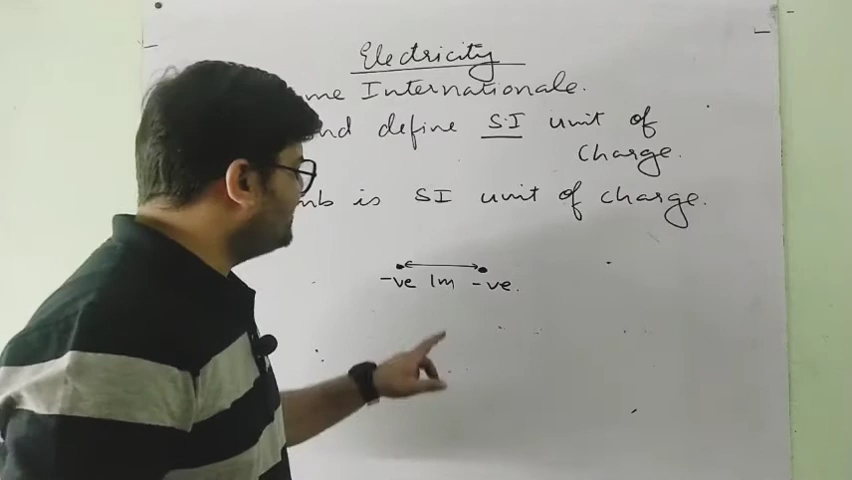 Electricity
me Internationale.
nd define SI unit of
charge.
mb is SI unit of charge.
-ve 1m -ve.